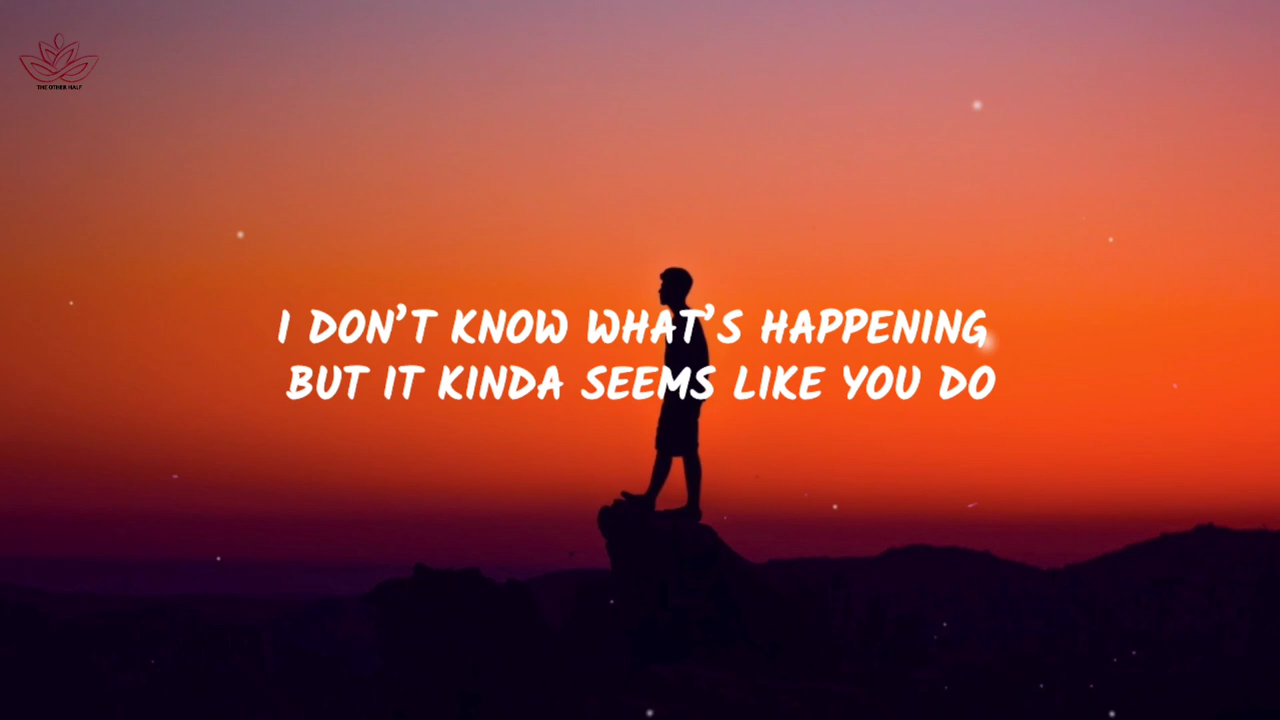 THE OTHER HALF
I DON'T KNOW WHAT'S HAPPENING
BUT IT KINDA SEEMS LIKE YOU DO